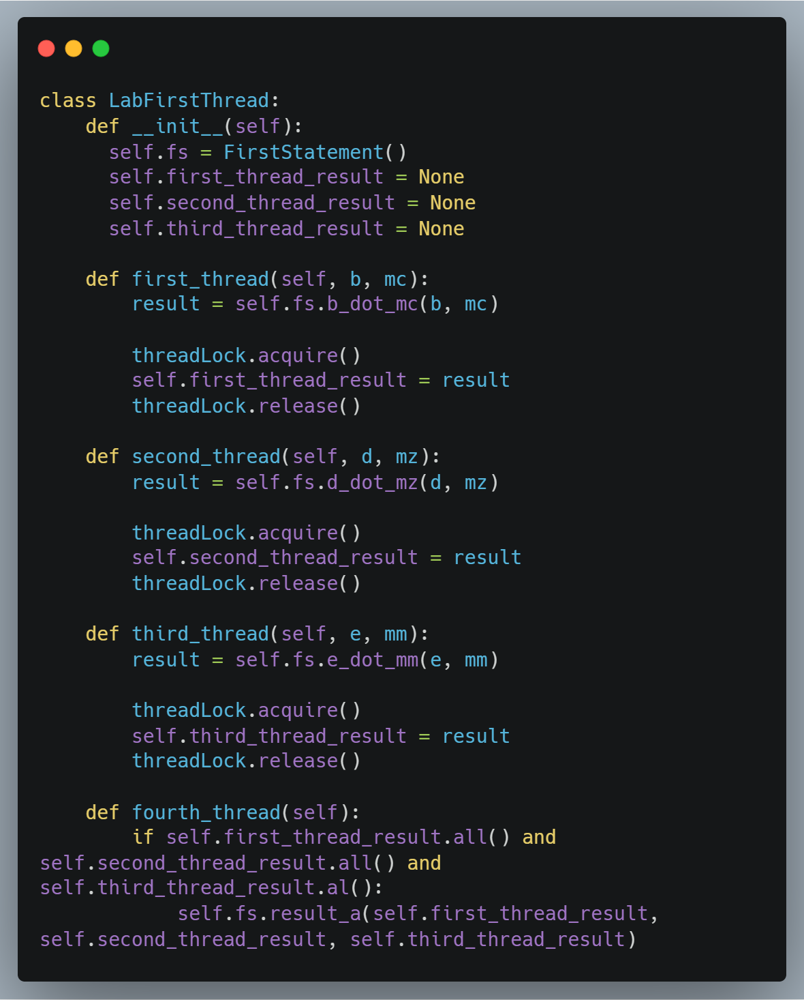 class LabFirstThread:
    def __init__(self):
      self.fs = FirstStatement()
      self.first_thread_result = None
      self.second_thread_result = None
      self.third_thread_result = None

    def first_thread(self, b, mc):
        result = self.fs.b_dot_mc(b, mc)

        threadLock.acquire()
        self.first_thread_result = result
        threadLock.release()

    def second_thread(self, d, mz):
        result = self.fs.d_dot_mz(d, mz)

        threadLock.acquire()
        self.second_thread_result = result
        threadLock.release()

    def third_thread(self, e, mm):
        result = self.fs.e_dot_mm(e, mm)

        threadLock.acquire()
        self.third_thread_result = result
        threadLock.release()

    def fourth_thread(self):
        if self.first_thread_result.all() and
self.second_thread_result.all() and
self.third_thread_result.al():
            self.fs.result_a(self.first_thread_result,
self.second_thread_result, self.third_thread_result)